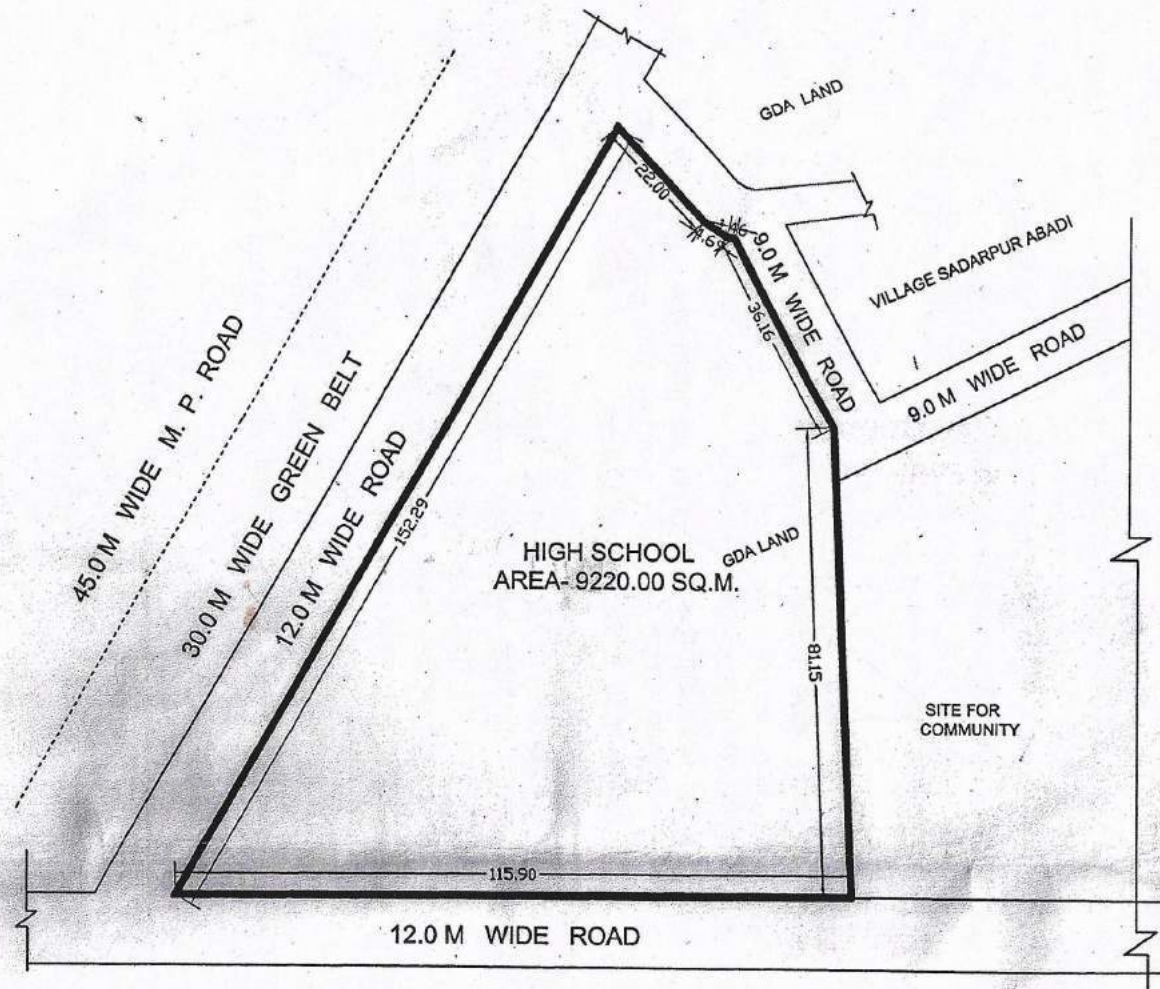 GDA LAND
22.00
9.0 M WIDE ROAD
VILLAGE SADARPUR ABADI
36.16
9.0 M WIDE ROAD
45.0 M WIDE M. P. ROAD
30.0 M WIDE GREEN BELT
12.0 M WIDE ROAD
152.29
HIGH SCHOOL
AREA- 9220.00 SQ.M.
GDA LAND
81.15
SITE FOR
COMMUNITY
115.90
12.0 M WIDE ROAD